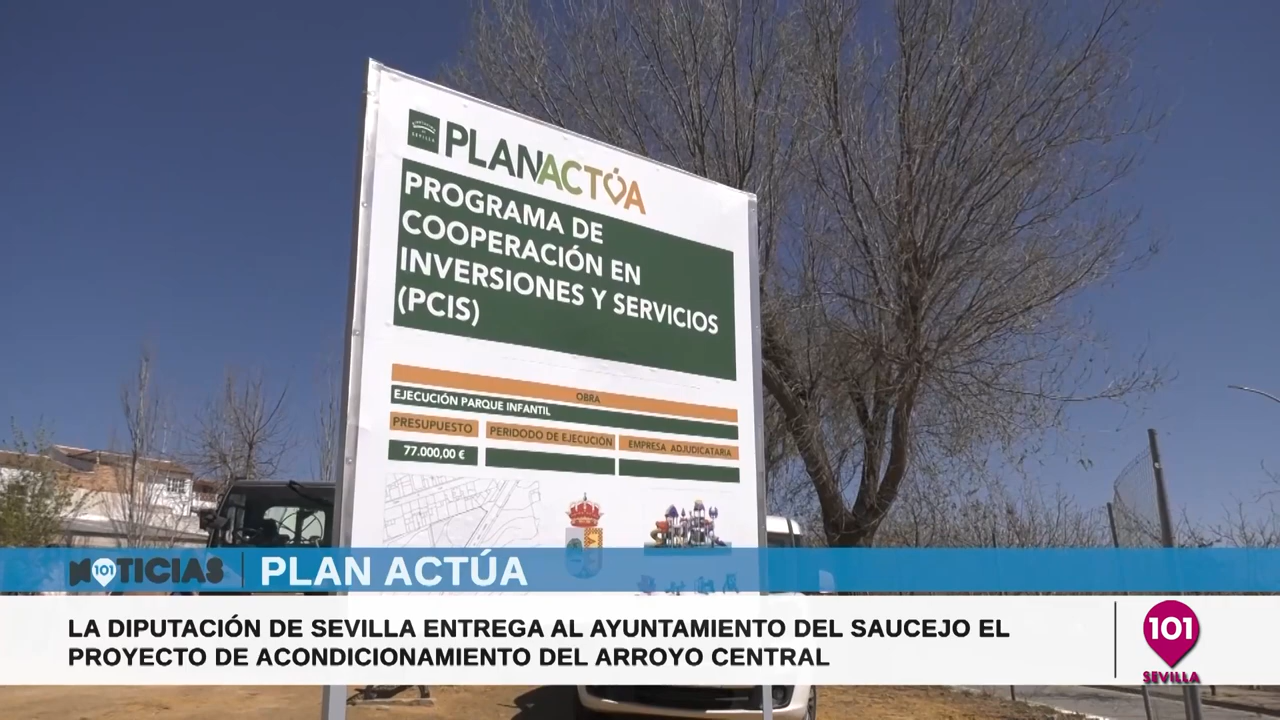 PLANACTÚA
PROGRAMA DE
COOPERACIÓN EN
INVERSIONES Y SERVICIOS
(PCIS)
OBRA
EJECUCIÓN PARQUE INFANTIL
PRESUPUESTO PERIDODO DE EJECUCIÓN EMPRESA ADJUDICATARIA
77.000,00 €
NOTICIAS 101 PLAN ACTÚA
LA DIPUTACIÓN DE SEVILLA ENTREGA AL AYUNTAMIENTO DEL SAUCEJO EL
PROYECTO DE ACONDICIONAMIENTO DEL ARROYO CENTRAL
101
SEVILLA